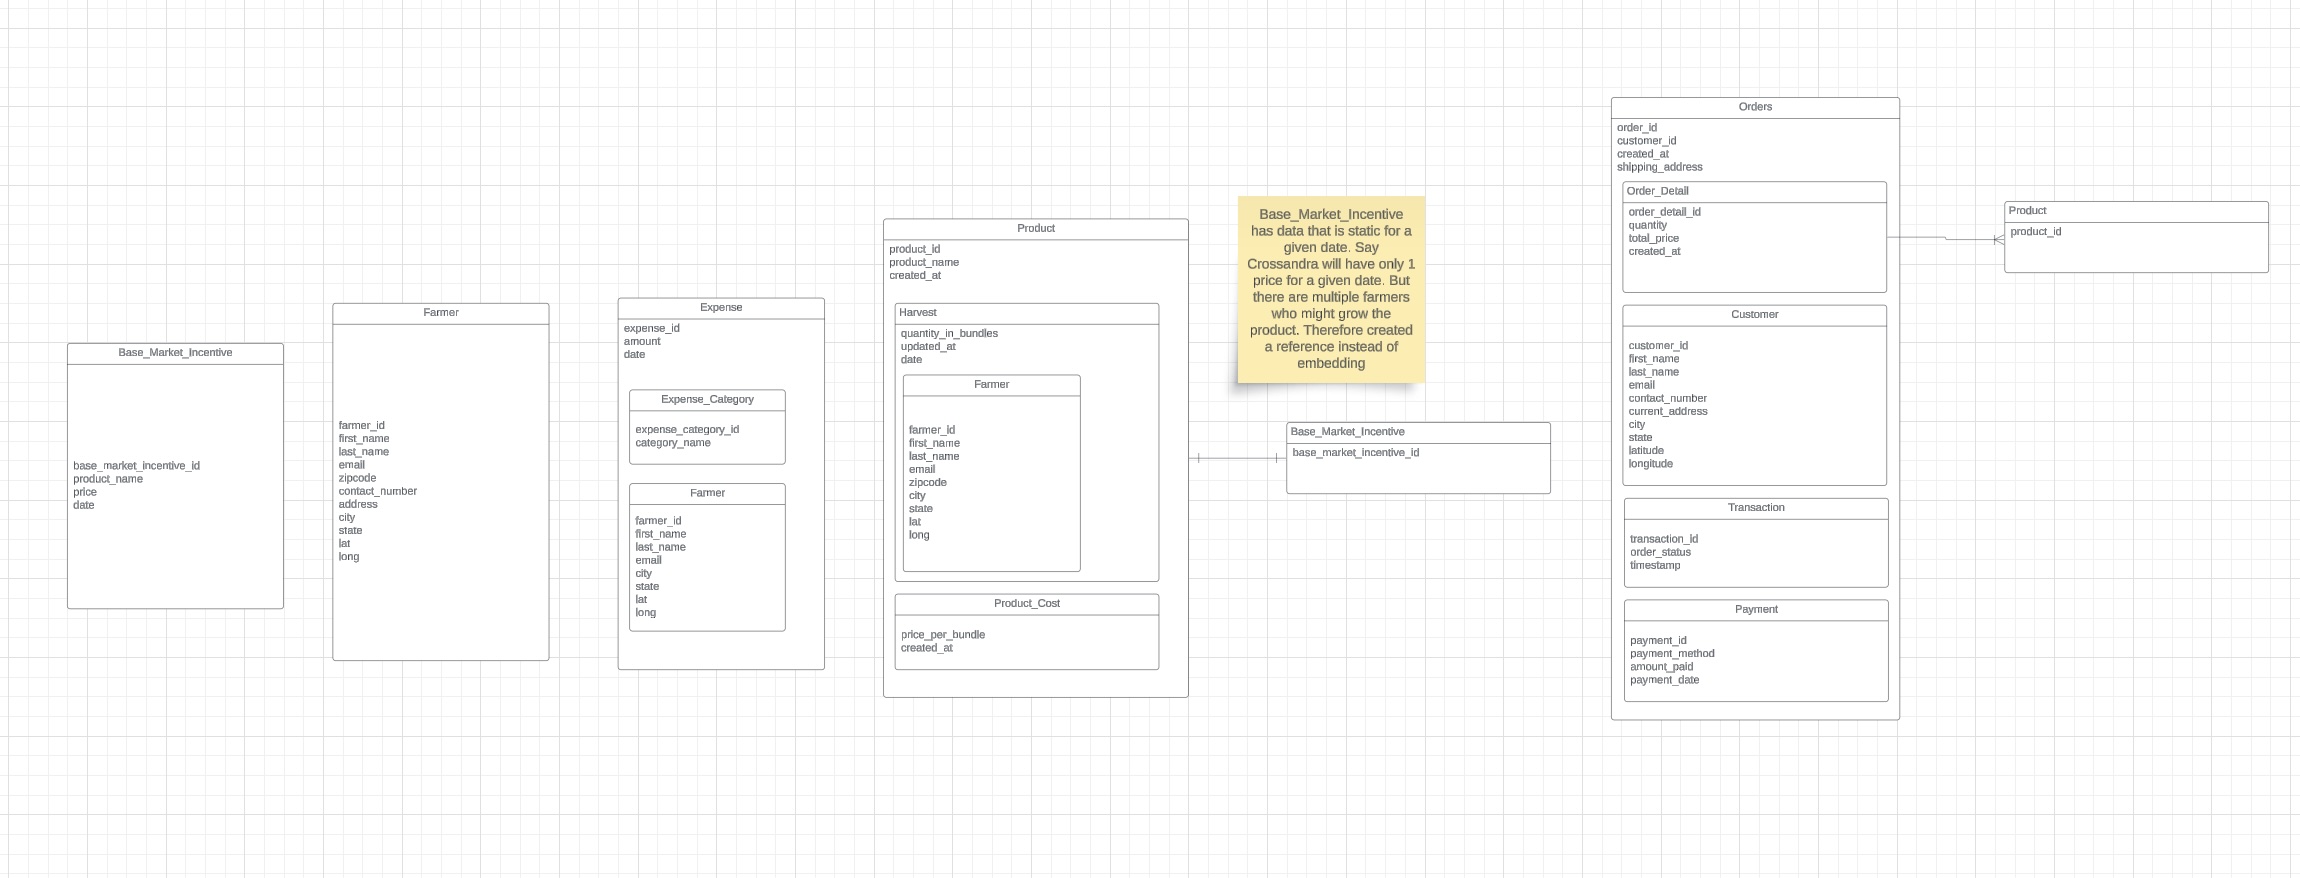 Base_Market_Incentive
base_market_incentive_id
product_name
price
date
Farmer
farmer_id
first_name
last_name
email
zipcode
contact_number
address
city
state
lat
long
Expense
expense_id
amount
date
Expense_Category
expense_category_id
category_name
Farmer
farmer_id
first_name
last_name
email
city
state
lat
long
Product
product_id
product_name
created_at
Harvest
quantity_in_bundles
updated_at
date
Farmer
farmer_id
first_name
last_name
email
zipcode
city
state
lat
long
Product_Cost
price_per_bundle
created_at
Base_Market_Incentive
has data that is static for a
given date. Say
Crossandra will have only 1
price for a given date. But
there are multiple farmers
who might grow the
product. Therefore created
a reference instead of
embedding
Base_Market_Incentive
base_market_incentive_id
Orders
order_id
customer_id
created_at
shipping_address
Order_Detail
order_detail_id
quantity
total_price
created_at
Customer
customer_id
first_name
last_name
email
contact_number
current_address
city
state
latitude
longitude
Transaction
transaction_id
order_status
timestamp
Payment
payment_id
payment_method
amount_paid
payment_date
Product
product_id